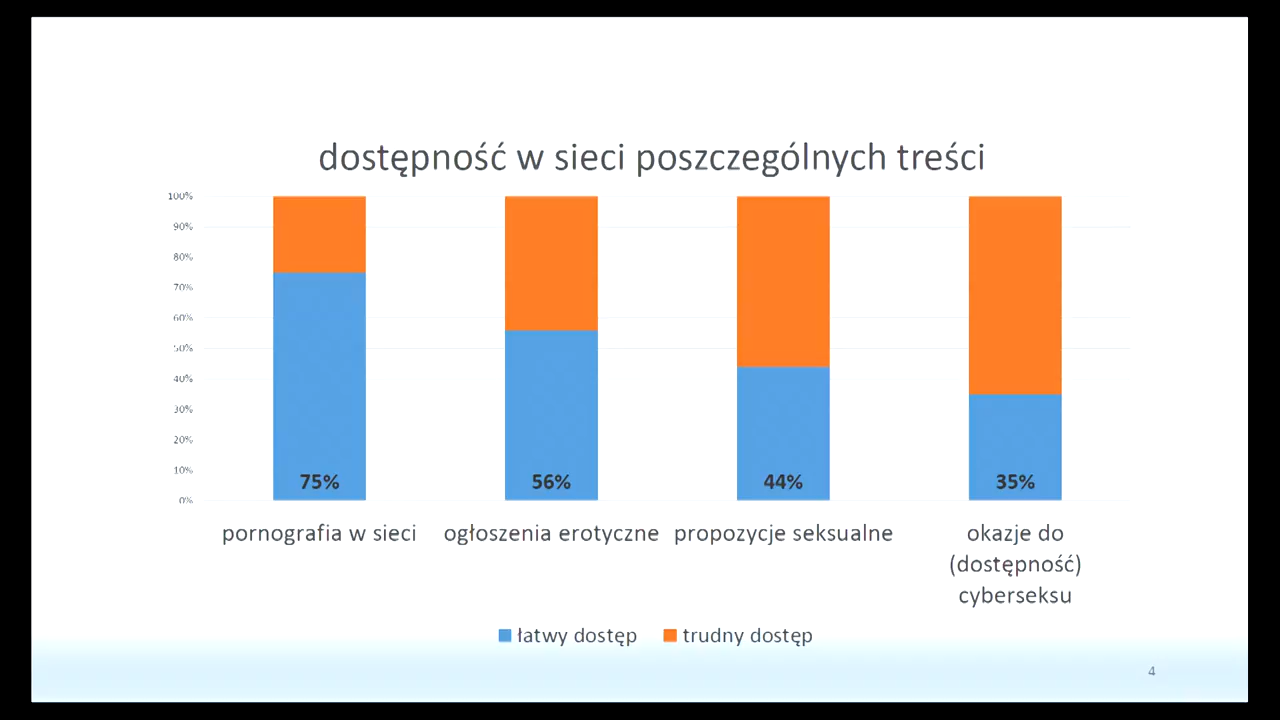 dostępność w sieci poszczególnych treści
100%
90%
80%
70%
60%
50%
40%
30%
20%
10%
0%
75%
56%
44%
35%
pornografia w sieci
ogłoszenia erotyczne
propozycje seksualne
okazje do
(dostępność)
cyberseksu
łatwy dostęp
trudny dostęp
4